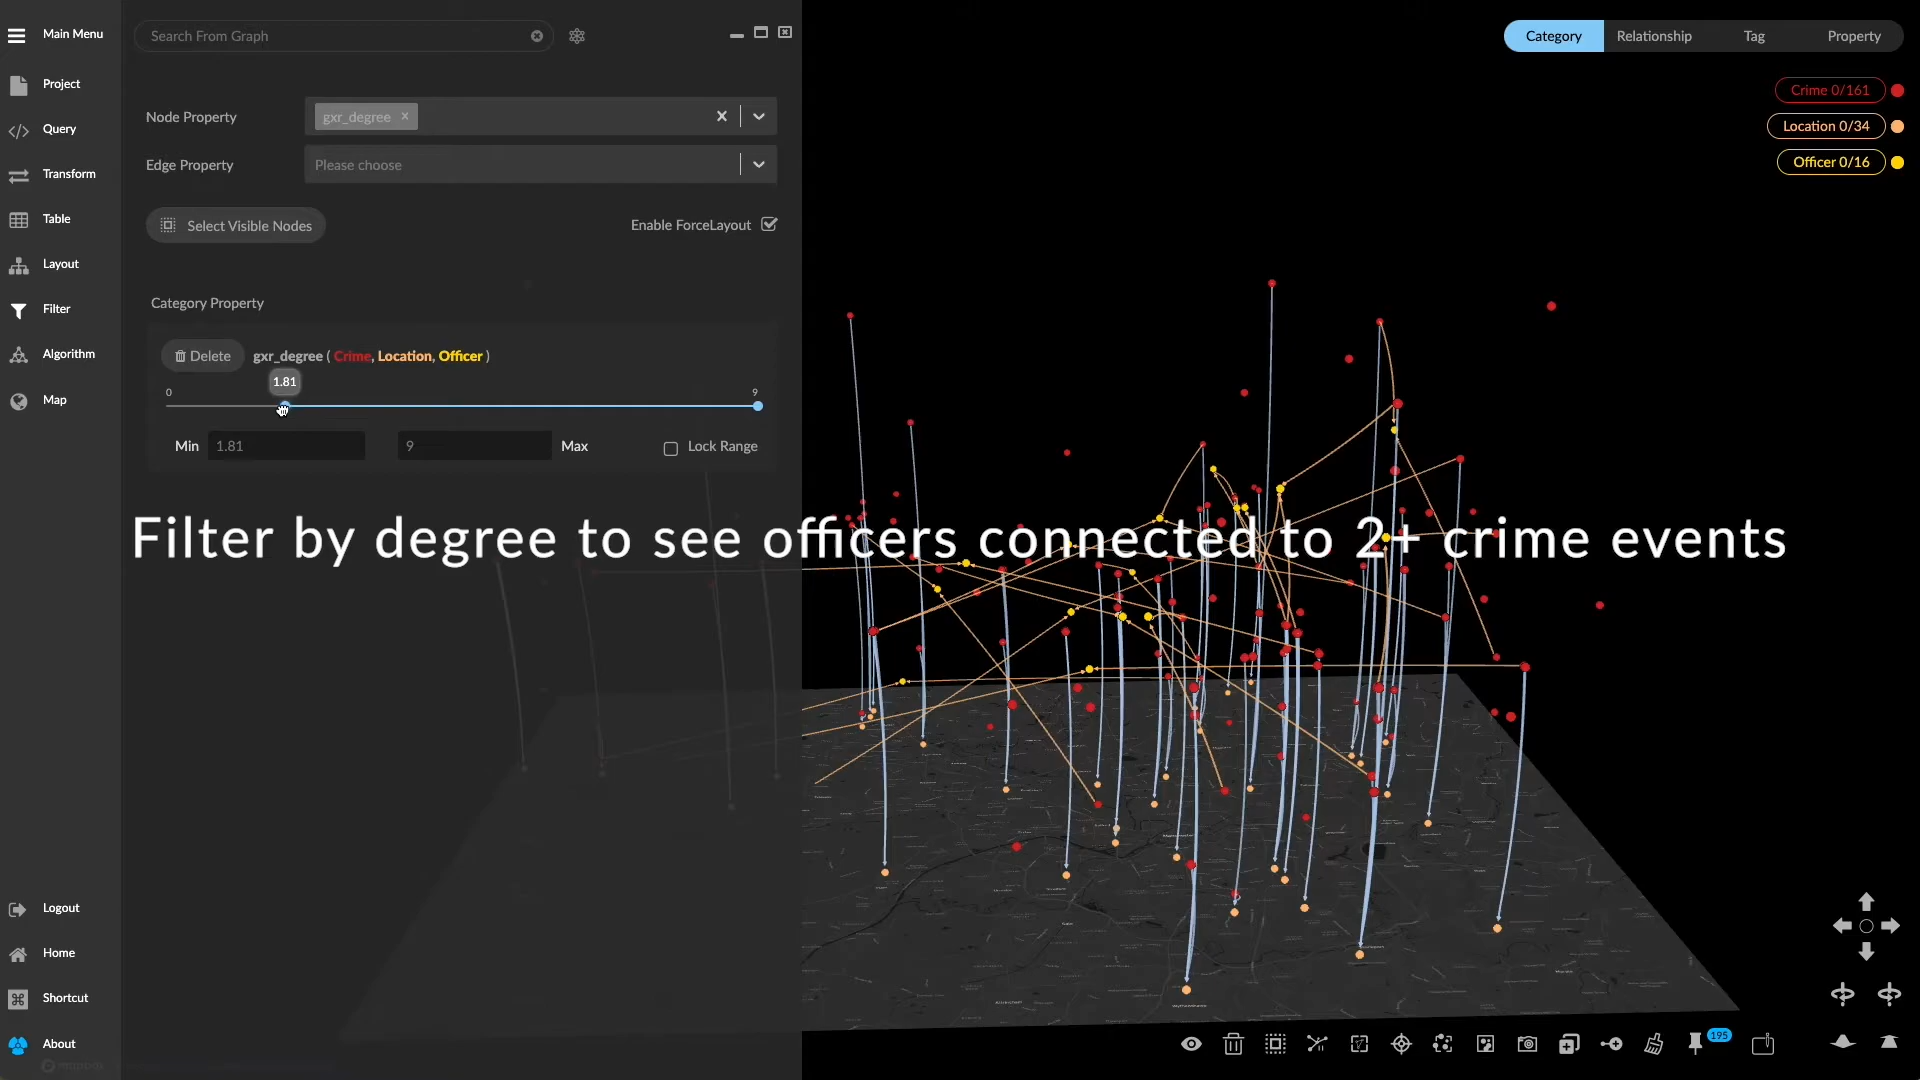 Main Menu
Project
Query
Transform
Table
Layout
Filter
Algorithm
Map
Logout
Home
Shortcut
About
Search From Graph
Node Property
gxr_degree ×
Edge Property
Please choose
Select Visible Nodes
Enable ForceLayout
Category Property
Delete
gxr_degree ( Crime, Location, Officer )
1.81
0
9
Min
1.81
9
Max
Lock Range
Filter by degree to see officers connected to 2+ crime events
Category
Relationship
Tag
Property
Crime 0/161
Location 0/34
Officer 0/16
195